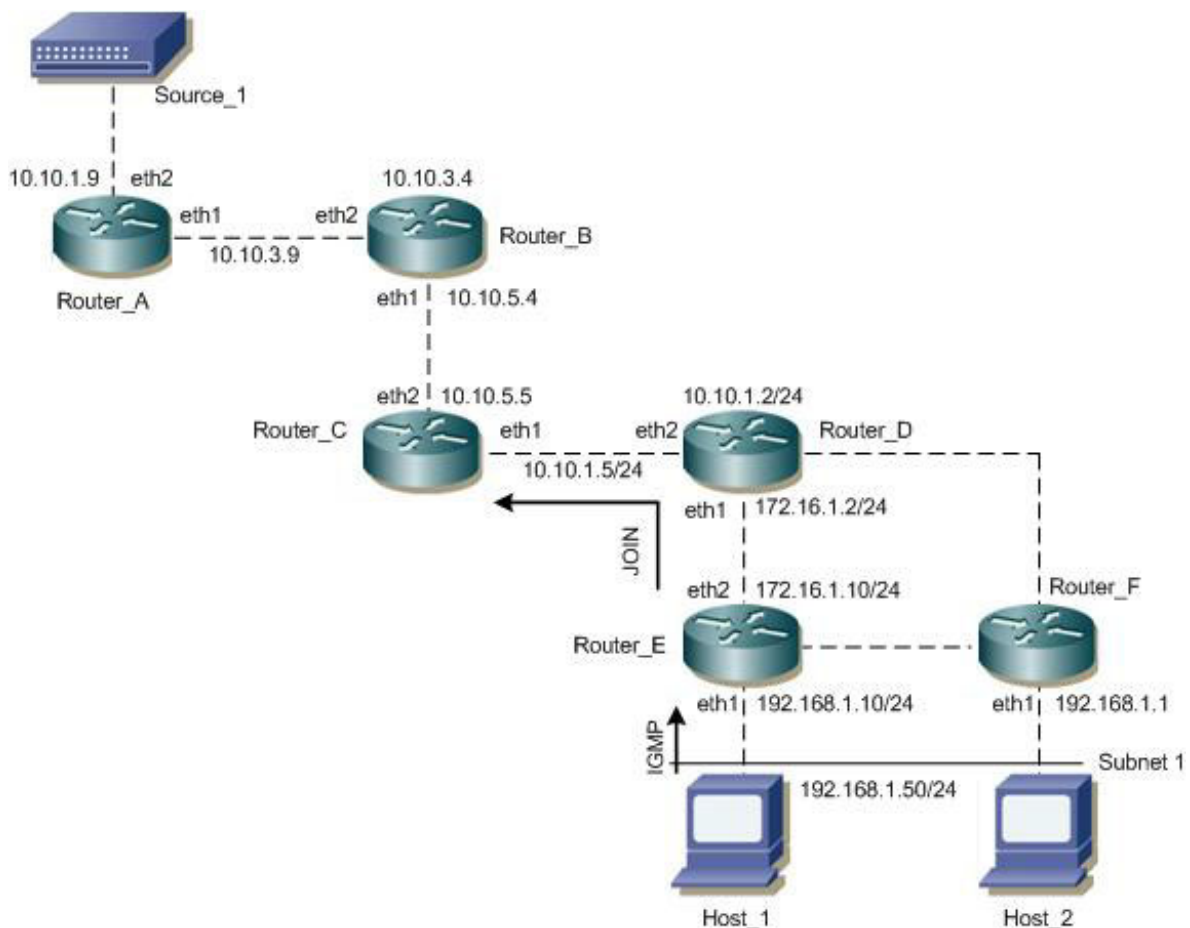 Source_1
10.10.1.9
eth2
10.10.3.4
eth1
eth2
Router_B
10.10.3.9
Router_A
eth1
10.10.5.4
eth2
10.10.5.5
10.10.1.2/24
Router_C
eth1
eth2
Router_D
10.10.1.5/24
eth1
172.16.1.2/24
JOIN
eth2
172.16.1.10/24
Router_F
Router_E
eth1
192.168.1.10/24
eth1
192.168.1.1
IGMP
Subnet 1
192.168.1.50/24
Host_1
Host_2